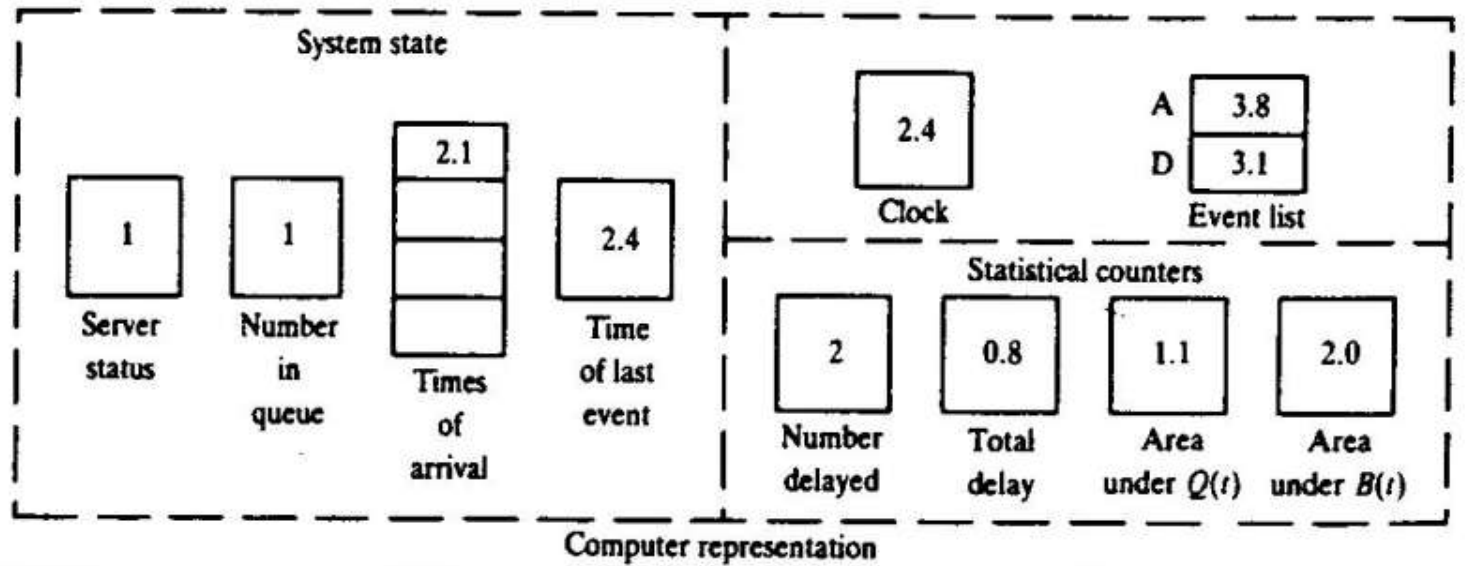 System state
1
Server
status
1
Number
in
queue
2.1
Times
of
arrival
2.4
Time
of last
event
2.4
Clock
A 3.8
D 3.1
Event list
Statistical counters
2
Number
delayed
0.8
Total
delay
1.1
Area
under Q(t)
2.0
Area
under B(t)
Computer representation